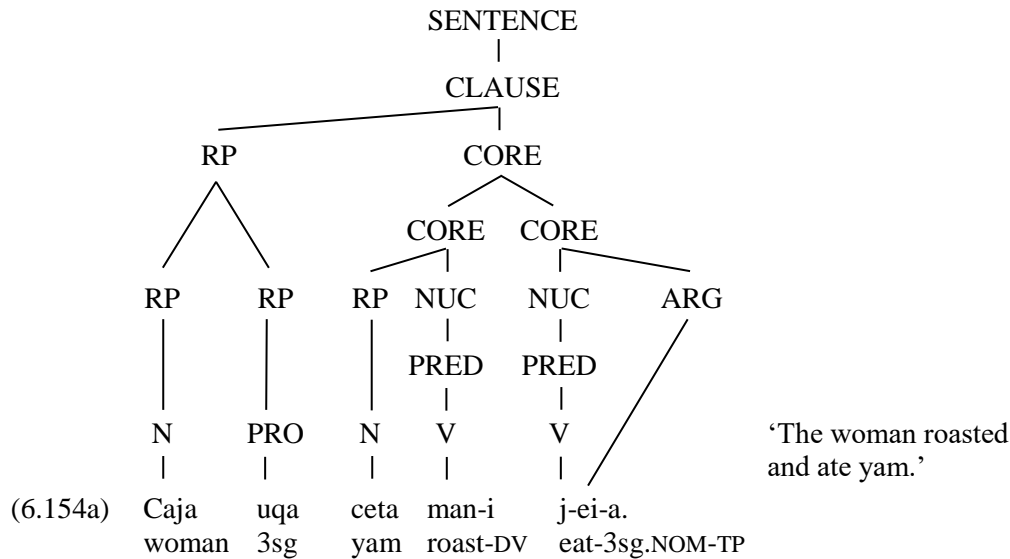 SENTENCE
CLAUSE
RP CORE
CORE CORE
RP RP RP NUC NUC ARG
PRED PRED
N PRO N V V ‘The woman roasted
and ate yam.’
(6.154a) Caja uqa ceta man-i j-ei-a.
woman 3sg yam roast-DV eat-3sg.NOM-TP